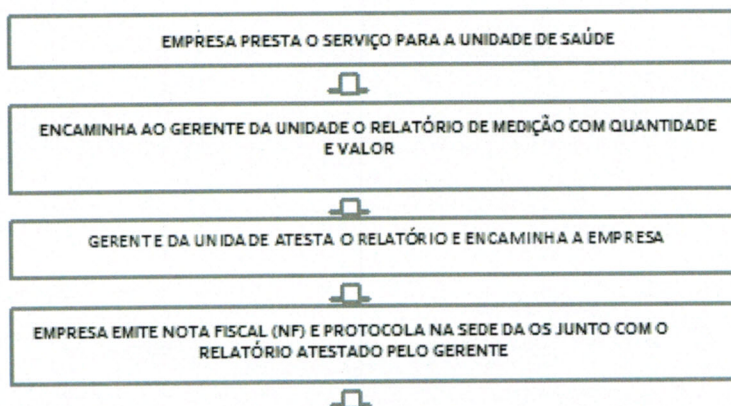 EMPRESA PRESTA O SERVIÇO PARA A UNIDADE DE SAÚDE
ENCAMINHA AO GERENTE DA UNIDADE O RELATÓRIO DE MEDIÇÃO COM QUANTIDADE
E VALOR
GERENTE DA UNIDADE ATESTA O RELATÓRIO E ENCAMINHA A EMPRESA
EMPRESA EMITE NOTA FISCAL (NF) E PROTOCOLA NA SEDE DA OS JUNTO COM O
RELATÓRIO ATESTADO PELO GERENTE